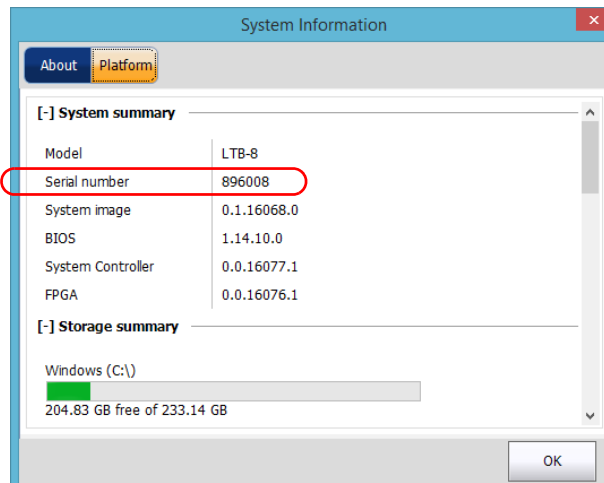 System Information
×
About Platform
[-] System summary
Model LTB-8
Serial number 896008
System image 0.1.16068.0
BIOS 1.14.10.0
System Controller 0.0.16077.1
FPGA 0.0.16076.1
[-] Storage summary
Windows (C:\)
204.83 GB free of 233.14 GB
OK